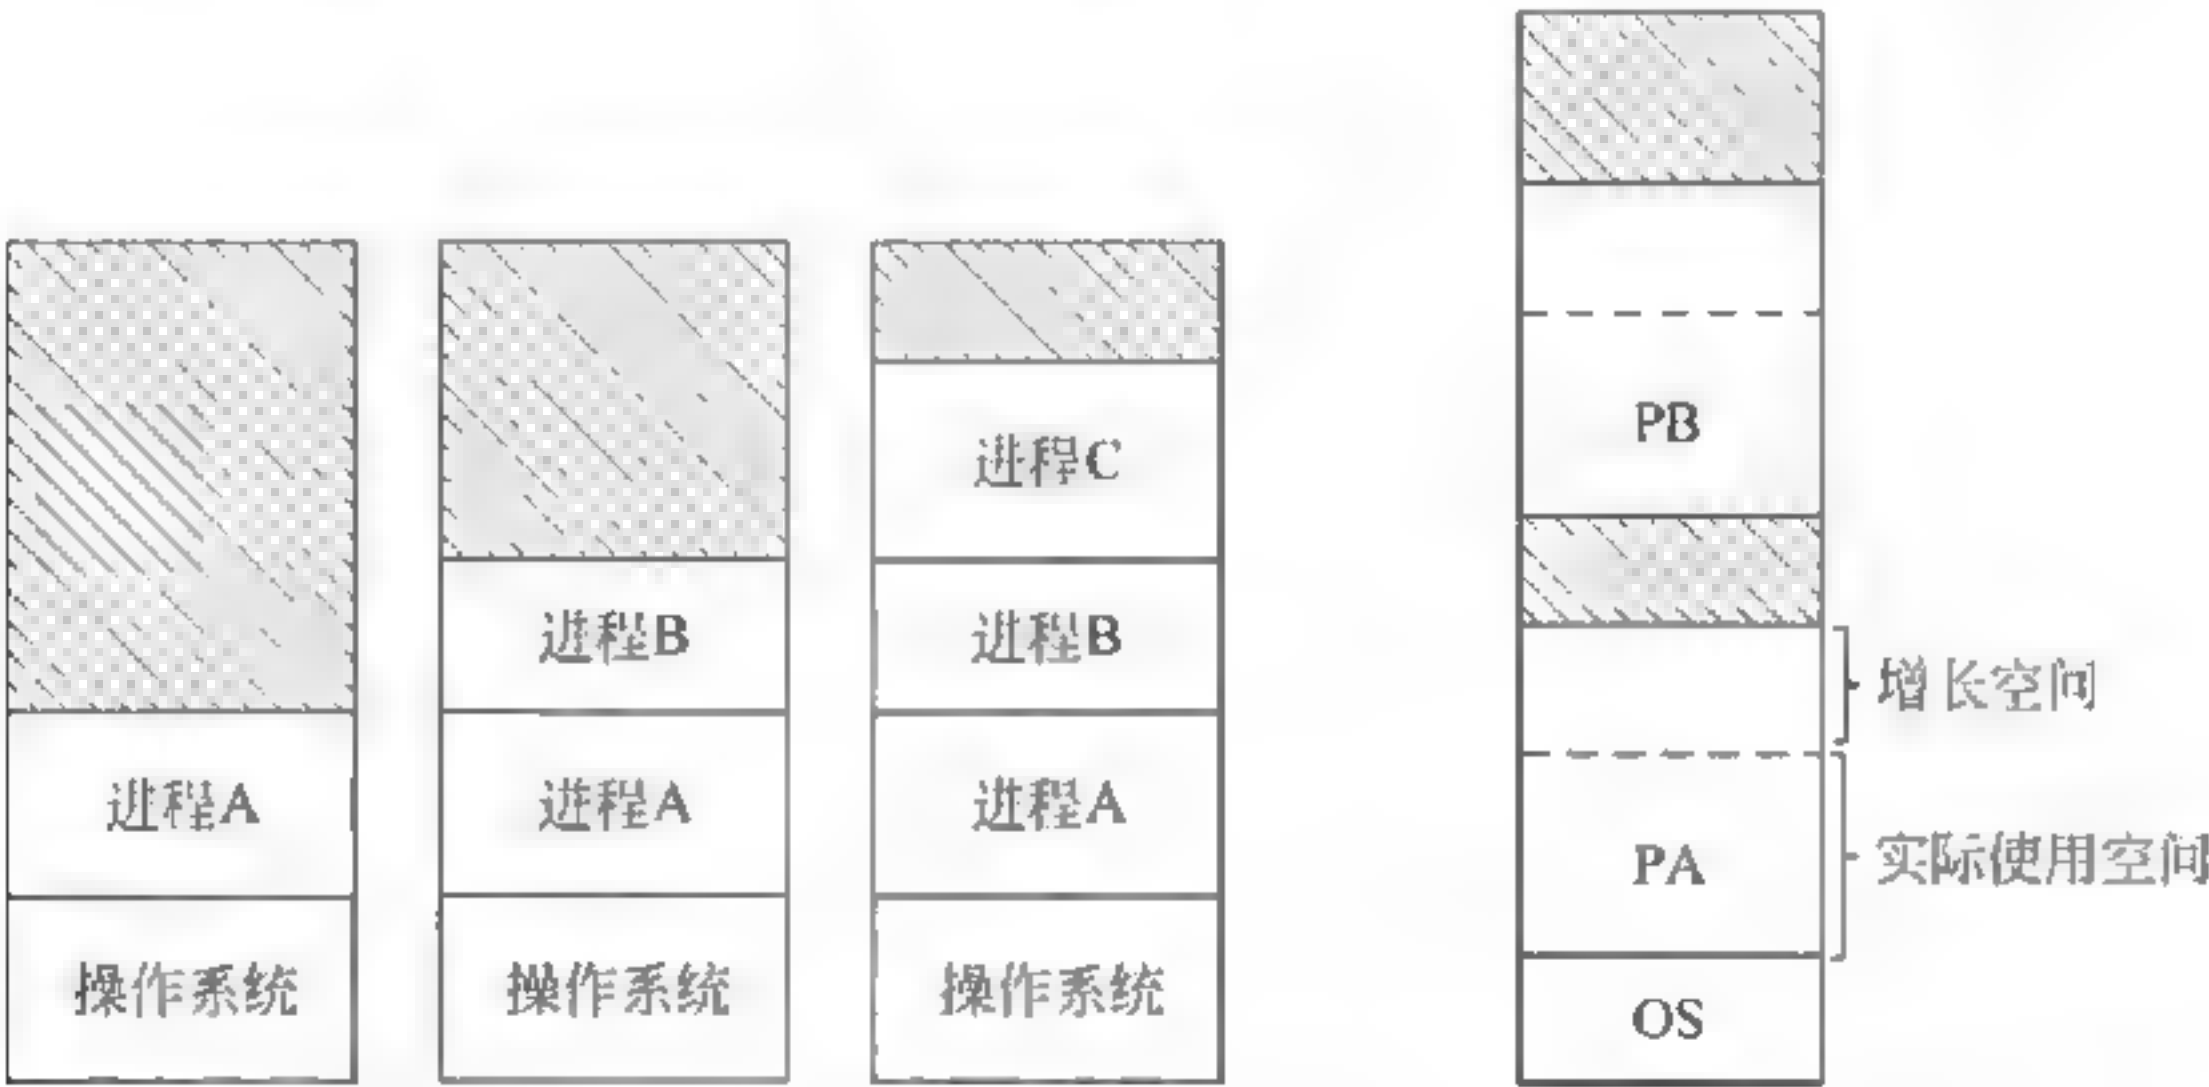 进程A
操作系统
进程B
进程A
操作系统
进程C
进程B
进程A
操作系统
PB
增长空间
PA
实际使用空间
OS